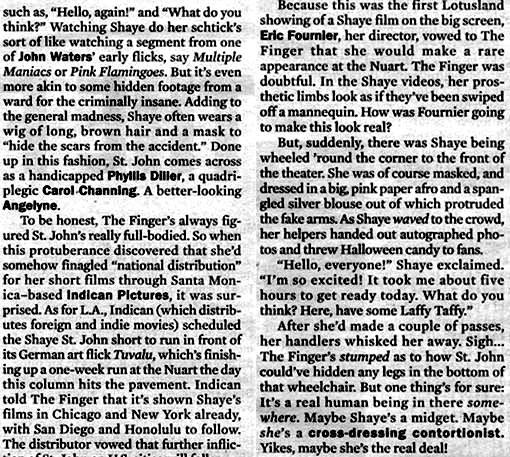 such as, “Hello, again!” and “What do you
think?” Watching Shaye do her schtick's
sort of like watching a segment from one
of John Waters' early flicks, say Multiple
Maniacs or Pink Flamingoes. But it's even
more akin to some hidden footage from a
ward for the criminally insane. Adding to
the general madness, Shaye often wears a
wig of long, brown hair and a mask to
“hide the scars from the accident.” Done
up in this fashion, St. John comes across
as a handicapped Phyllis Diller, a quadri-
plegic Carol Channing. A better-looking
Angelyne.
To be honest, The Finger's always fig-
ured St. John's really full-bodied. So when
this protuberance discovered that she'd
somehow finagled “national distribution”
for her short films through Santa Mon-
ica–based Indican Pictures, it was sur-
prised. As for L.A., Indican (which distrib-
utes foreign and indie movies) scheduled
the Shaye St. John short to run in front of
its German art flick Tuvalu, which's finish-
ing up a one-week run at the Nuart the day
this column hits the pavement. Indican
told The Finger that it's shown Shaye's
films in Chicago and New York already,
with San Diego and Honolulu to follow.
The distributor vowed that further inflic-
Because this was the first Lotusland
showing of a Shaye film on the big screen,
Eric Fournier, her director, vowed to The
Finger that she would make a rare
appearance at the Nuart. The Finger was
doubtful. In the Shaye videos, her pros-
thetic limbs look as if they've been swiped
off a mannequin. How was Fournier going
to make this look real?
But, suddenly, there was Shaye being
wheeled 'round the corner to the front of
the theater. She was of course masked, and
dressed in a big, pink paper afro and a span-
gled silver blouse out of which protruded
the fake arms. As Shaye waved to the crowd,
her helpers handed out autographed pho-
tos and threw Halloween candy to fans.
“Hello, everyone!” Shaye exclaimed.
“I'm so excited! It took me about five
hours to get ready today. What do you
think? Here, have some Laffy Taffy.”
After she'd made a couple of passes,
her handlers whisked her away. Sigh...
The Finger's stumped as to how St. John
could've hidden any legs in the bottom of
that wheelchair. But one thing's for sure:
It's a real human being in there some-
where. Maybe Shaye's a midget. Maybe
she's a cross-dressing contortionist.
Yikes, maybe she's the real deal!